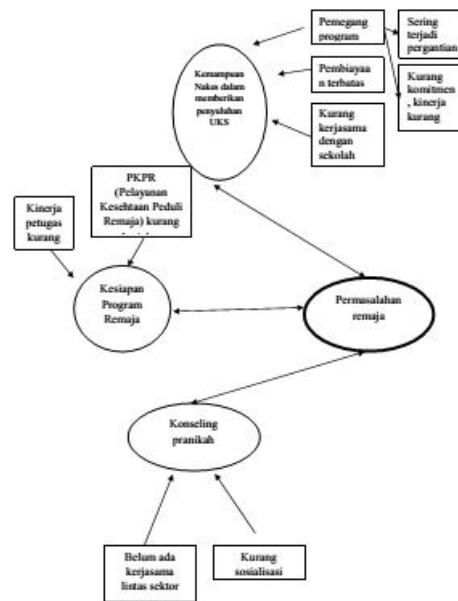 Pemegang
program
Sering
terjadi
pergantian
Kemampuan
Nakes dalam
memberikan
penyuluhan
UKS
Pembiayaa
n terbatas
Kurang
komitmen
, kinerja
kurang
Kurang
kerjasama
dengan
sekolah
PKPR
(Pelayanan
Kesehtaan Peduli
Remaja) kurang
Kinerja
petugas
kurang
Kesiapan
Program
Remaja
Permasalahan
remaja
Konseling
pranikah
Belum ada
kerjasama
lintas sektor
Kurang
sosialisasi